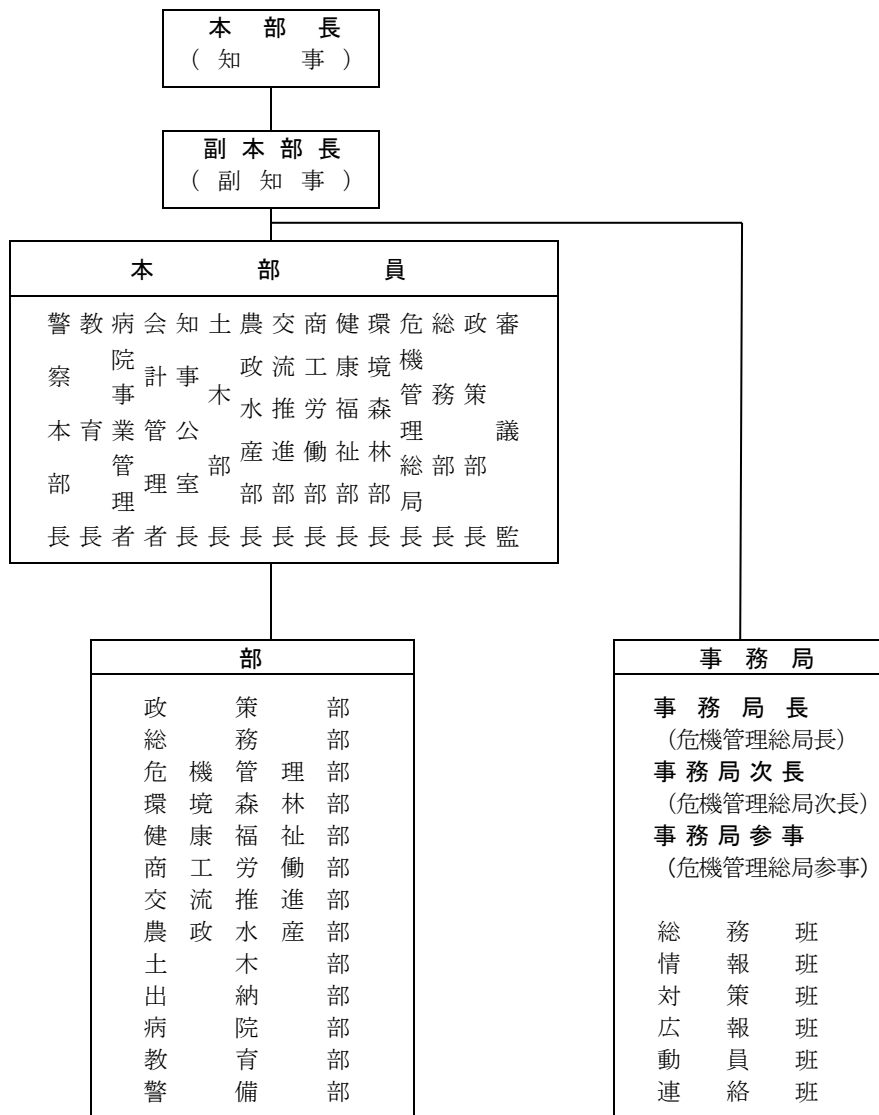 本部長
(知事)
副本部長
(副知事)
本部員
審議監
政策部長
総務部長
危機管理総局長
環境森林部長
健康福祉部長
商工労働部長
交流推進部長
農政水産部長
土木部長
知事公室長
会計管理者
病院事業管理者
教育長
警察本部長
部
政策部
総務部
危機管理部
環境森林部
健康福祉部
商工労働部
交流推進部
農政水産部
土木部
出納部
病院部
教育部
警備部
事務局
事務局長
(危機管理総局長)
事務局次長
(危機管理総局次長)
事務局参事
(危機管理総局参事)
総務班
情報班
対策班
広報班
動員班
連絡班